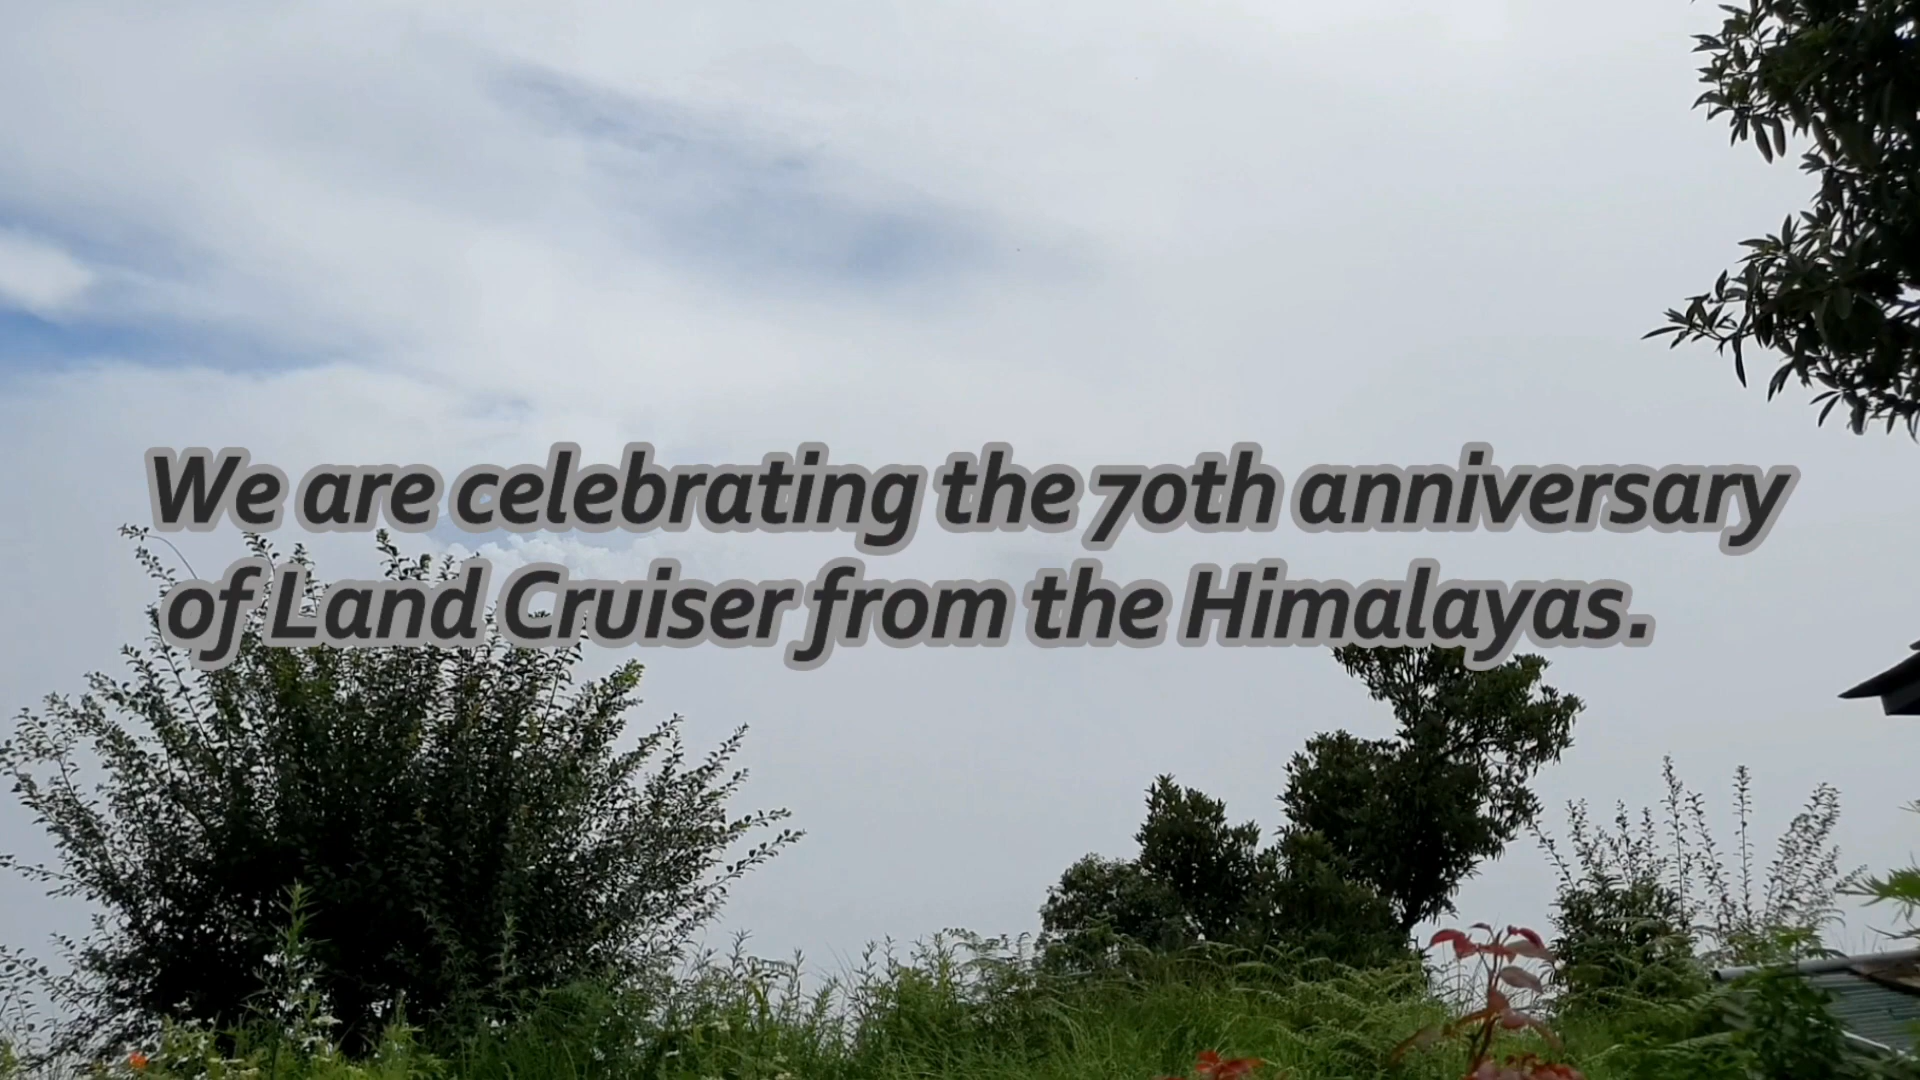 We are celebrating the 70th anniversary
of Land Cruiser from the Himalayas.